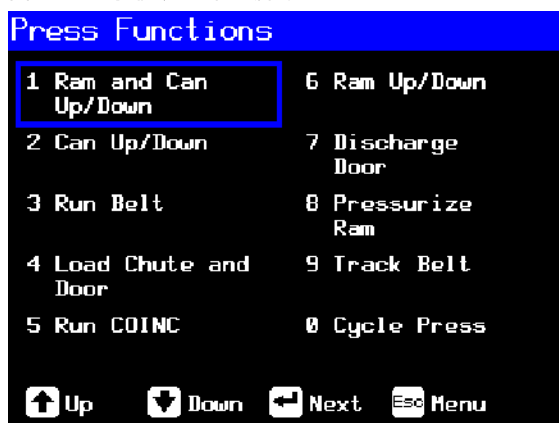 Press Functions
1 Ram and Can Up/Down
6 Ram Up/Down
2 Can Up/Down
7 Discharge Door
3 Run Belt
8 Pressurize Ram
4 Load Chute and Door
9 Track Belt
5 Run COINC
0 Cycle Press
Up Down Next Esc Menu